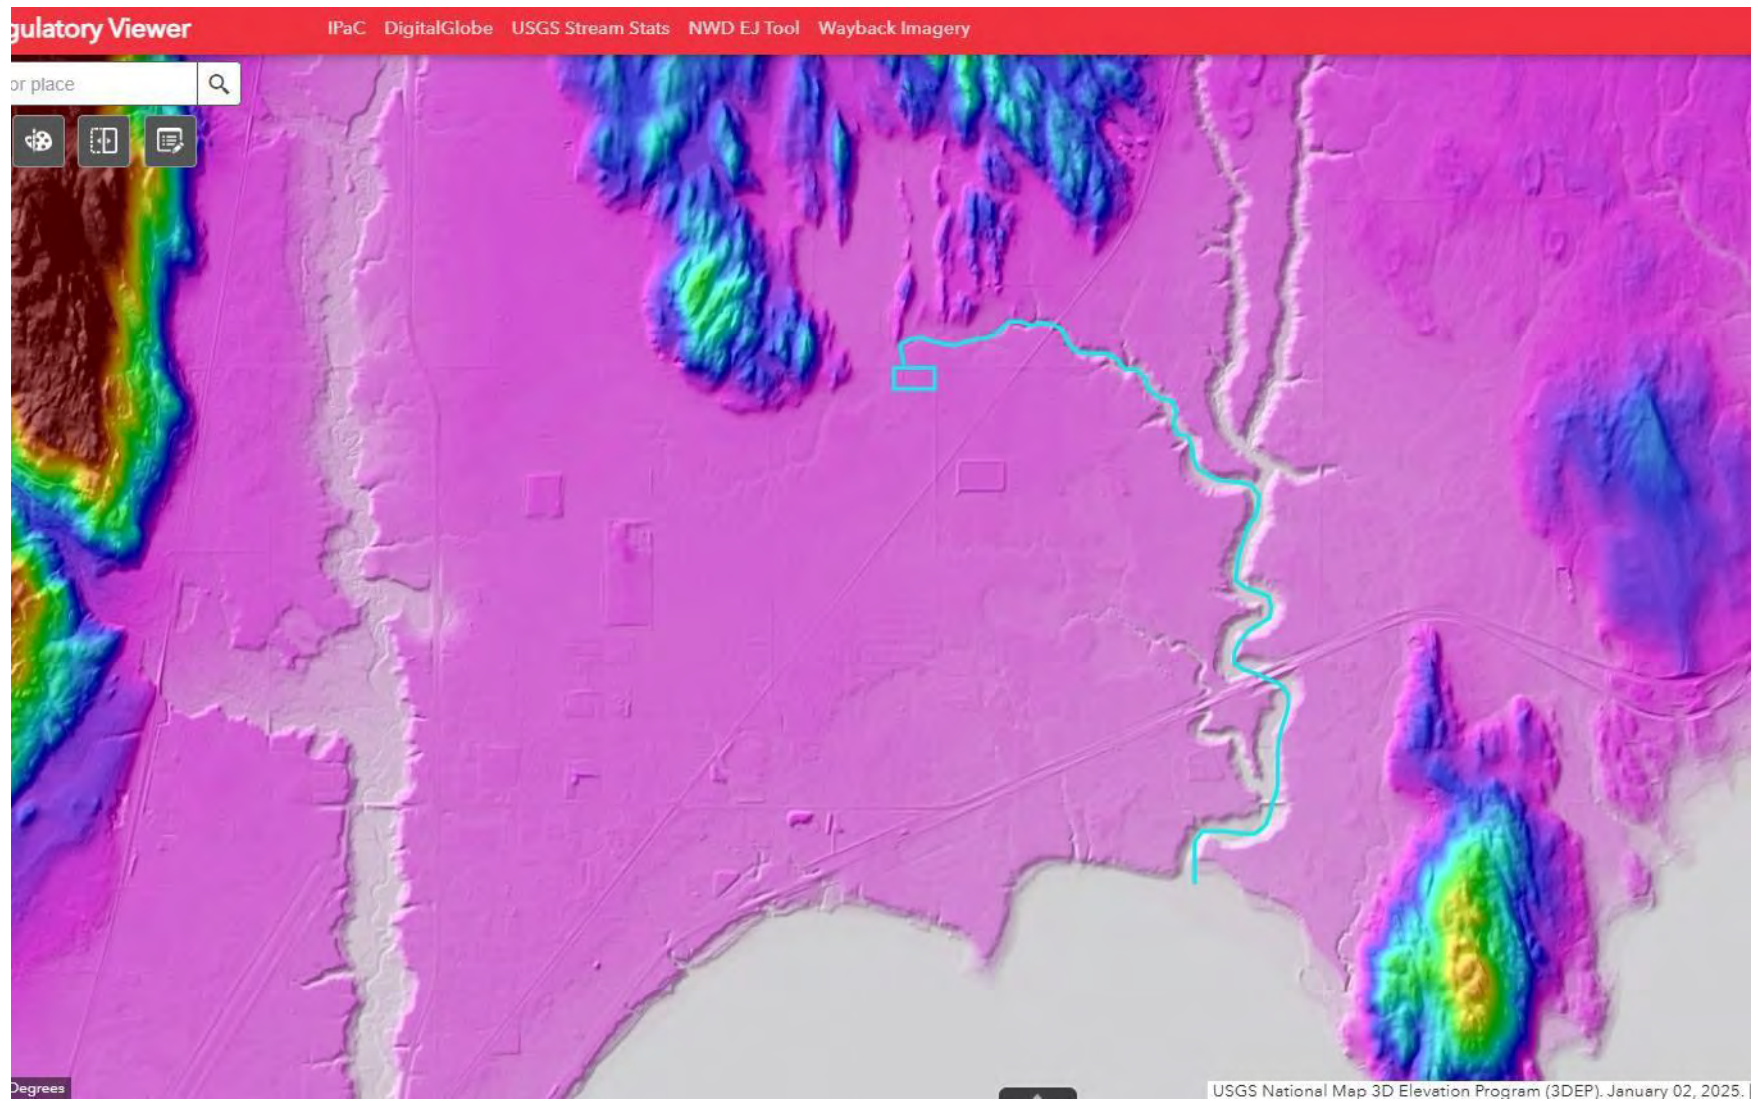 gulatory Viewer
IPaC DigitalGlobe USGS Stream Stats NWD EJ Tool Wayback Imagery
or place
Degrees
USGS National Map 3D Elevation Program (3DEP). January 02, 2025. |